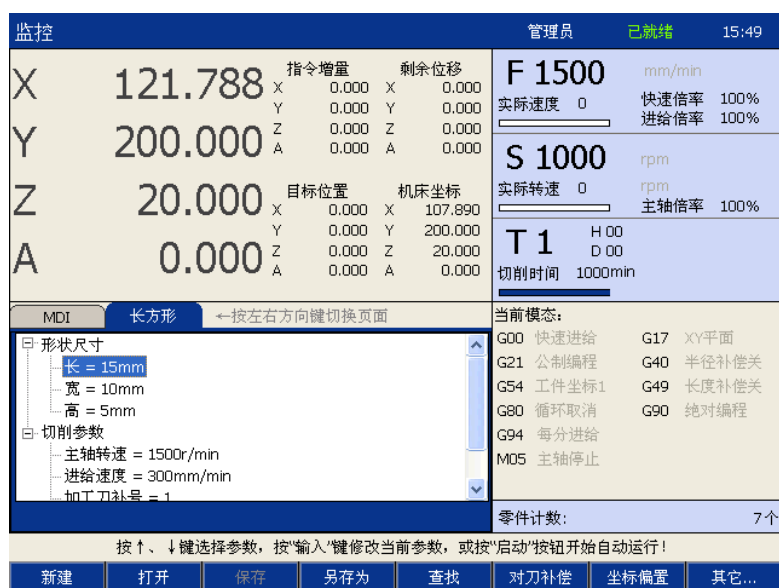 监控 管理员 已就绪 15:49
X 121.788
Y 200.000
Z 20.000
A 0.000
指令增量 剩余位移
X 0.000 X 0.000
Y 0.000 Y 0.000
Z 0.000 Z 0.000
A 0.000 A 0.000
目标位置 机床坐标
X 0.000 X 107.890
Y 0.000 Y 200.000
Z 0.000 Z 20.000
A 0.000 A 0.000
F 1500 mm/min
实际速度 0 快速倍率 100%
进给倍率 100%
S 1000 rpm
实际转速 0 rpm
主轴倍率 100%
T 1 H 00
D 00
切削时间 1000min
MDI 长方形 ←按左右方向键切换页面
形状尺寸
长 = 15mm
宽 = 10mm
高 = 5mm
切削参数
主轴转速 = 1500r/min
进给速度 = 300mm/min
加工刀补号 = 1
当前模态:
G00 快速进给 G17 XY平面
G21 公制编程 G40 半径补偿关
G54 工件坐标1 G49 长度补偿关
G80 循环取消 G90 绝对编程
G94 每分进给
M05 主轴停止
零件计数: 7个
按↑、↓键选择参数，按"输入"键修改当前参数，或按"启动"按钮开始自动运行！
新建 打开 保存 另存为 查找 对刀补偿 坐标偏置 其它...